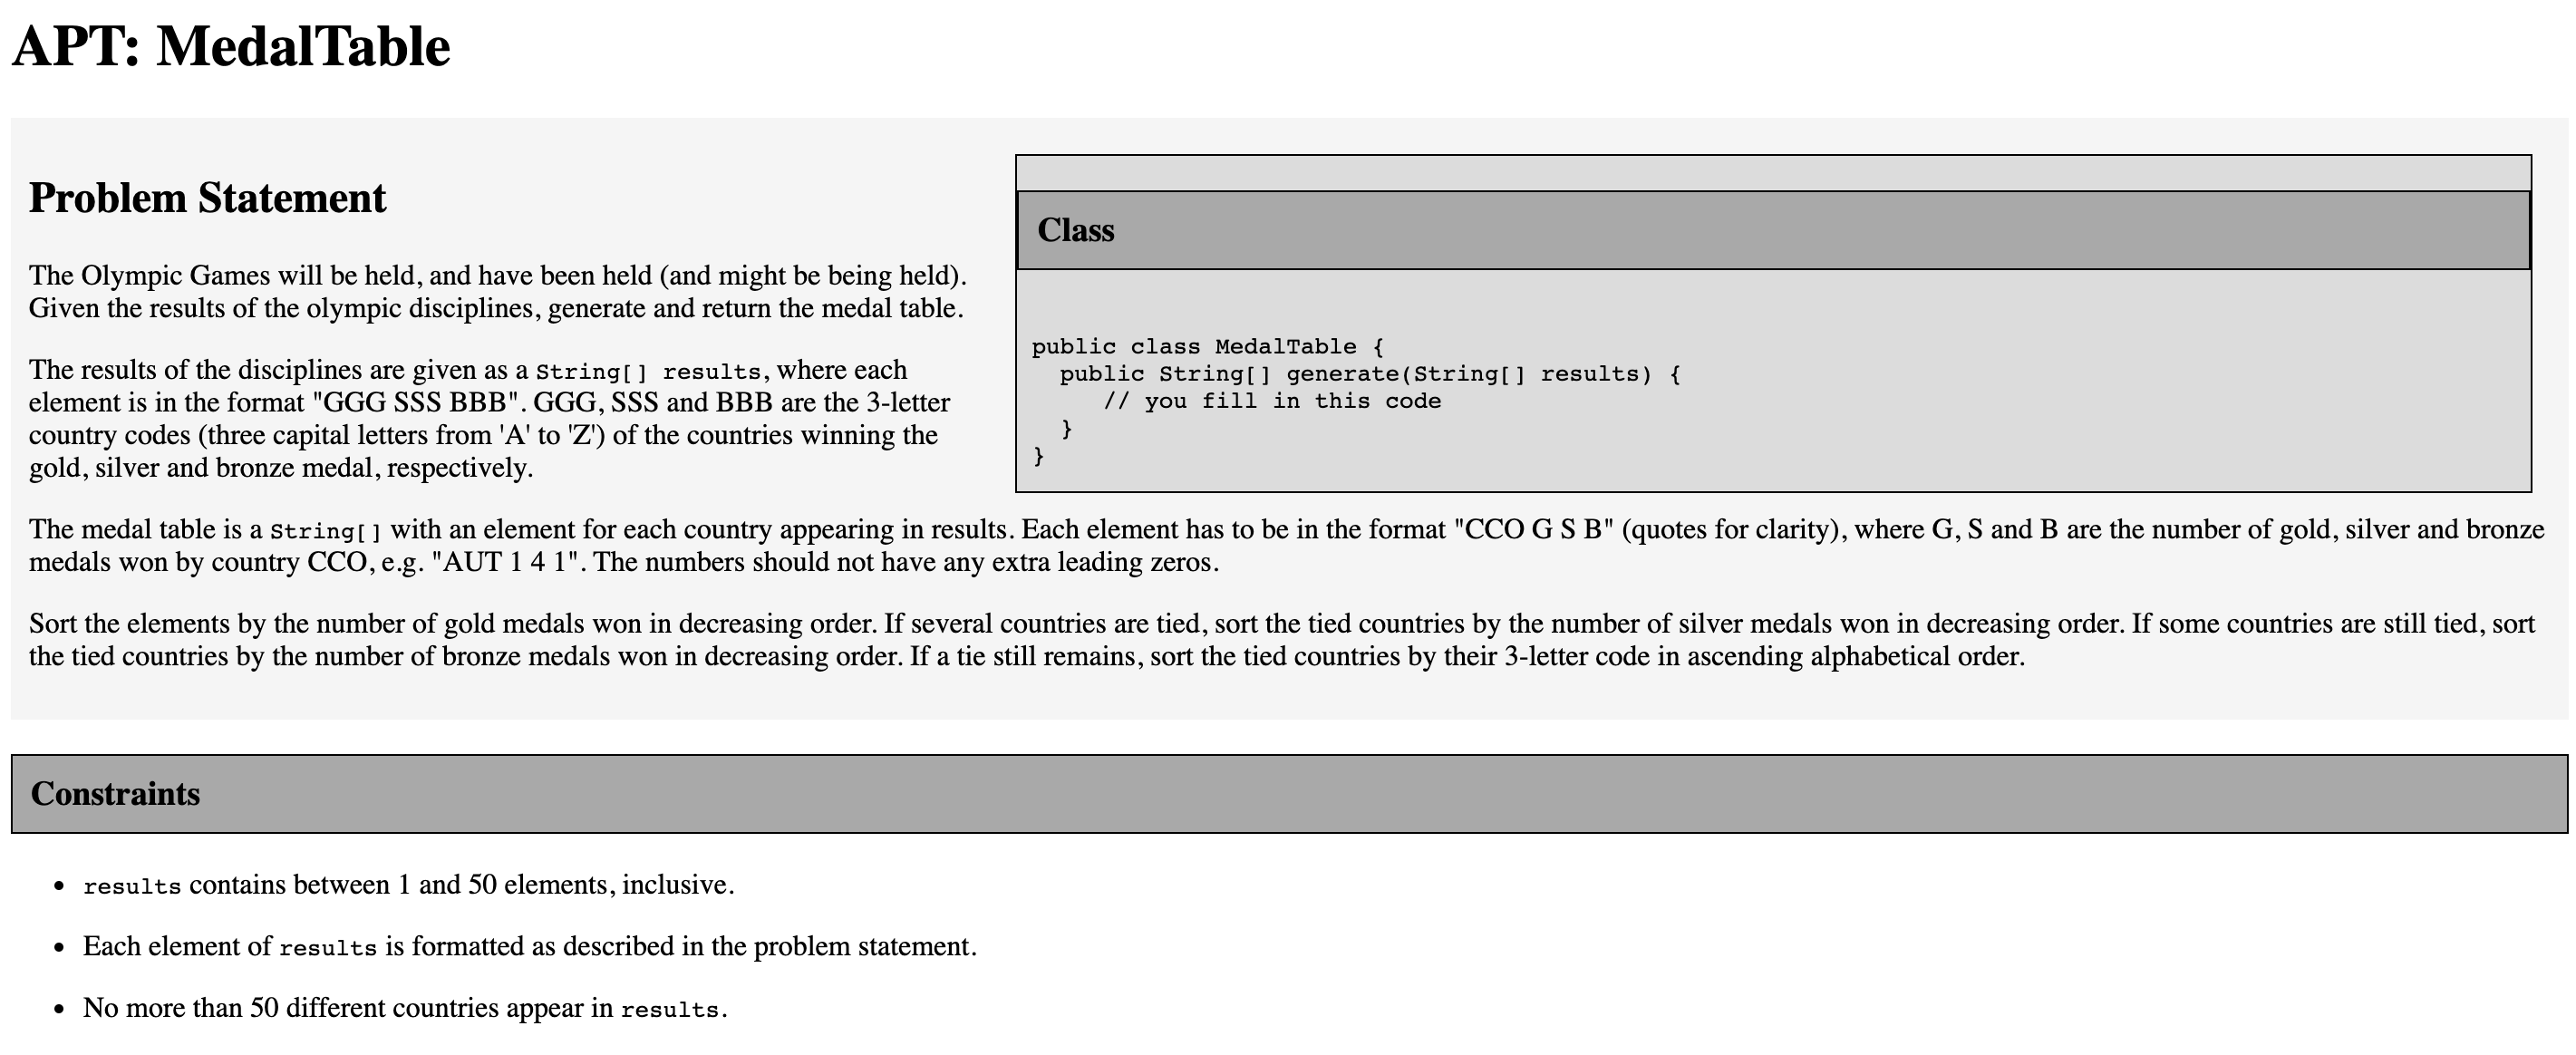 APT: MedalTable
Problem Statement
The Olympic Games will be held, and have been held (and might be being held).
Given the results of the olympic disciplines, generate and return the medal table.
The results of the disciplines are given as a String[] results, where each
element is in the format "GGG SSS BBB". GGG, SSS and BBB are the 3-letter
country codes (three capital letters from 'A' to 'Z') of the countries winning the
gold, silver and bronze medal, respectively.
Class
public class MedalTable {
  public String[] generate(String[] results) {
     // you fill in this code
  }
}
The medal table is a String[] with an element for each country appearing in results. Each element has to be in the format "CCO G S B" (quotes for clarity), where G, S and B are the number of gold, silver and bronze
medals won by country CCO, e.g. "AUT 1 4 1". The numbers should not have any extra leading zeros.
Sort the elements by the number of gold medals won in decreasing order. If several countries are tied, sort the tied countries by the number of silver medals won in decreasing order. If some countries are still tied, sort
the tied countries by the number of bronze medals won in decreasing order. If a tie still remains, sort the tied countries by their 3-letter code in ascending alphabetical order.
Constraints
• results contains between 1 and 50 elements, inclusive.
• Each element of results is formatted as described in the problem statement.
• No more than 50 different countries appear in results.